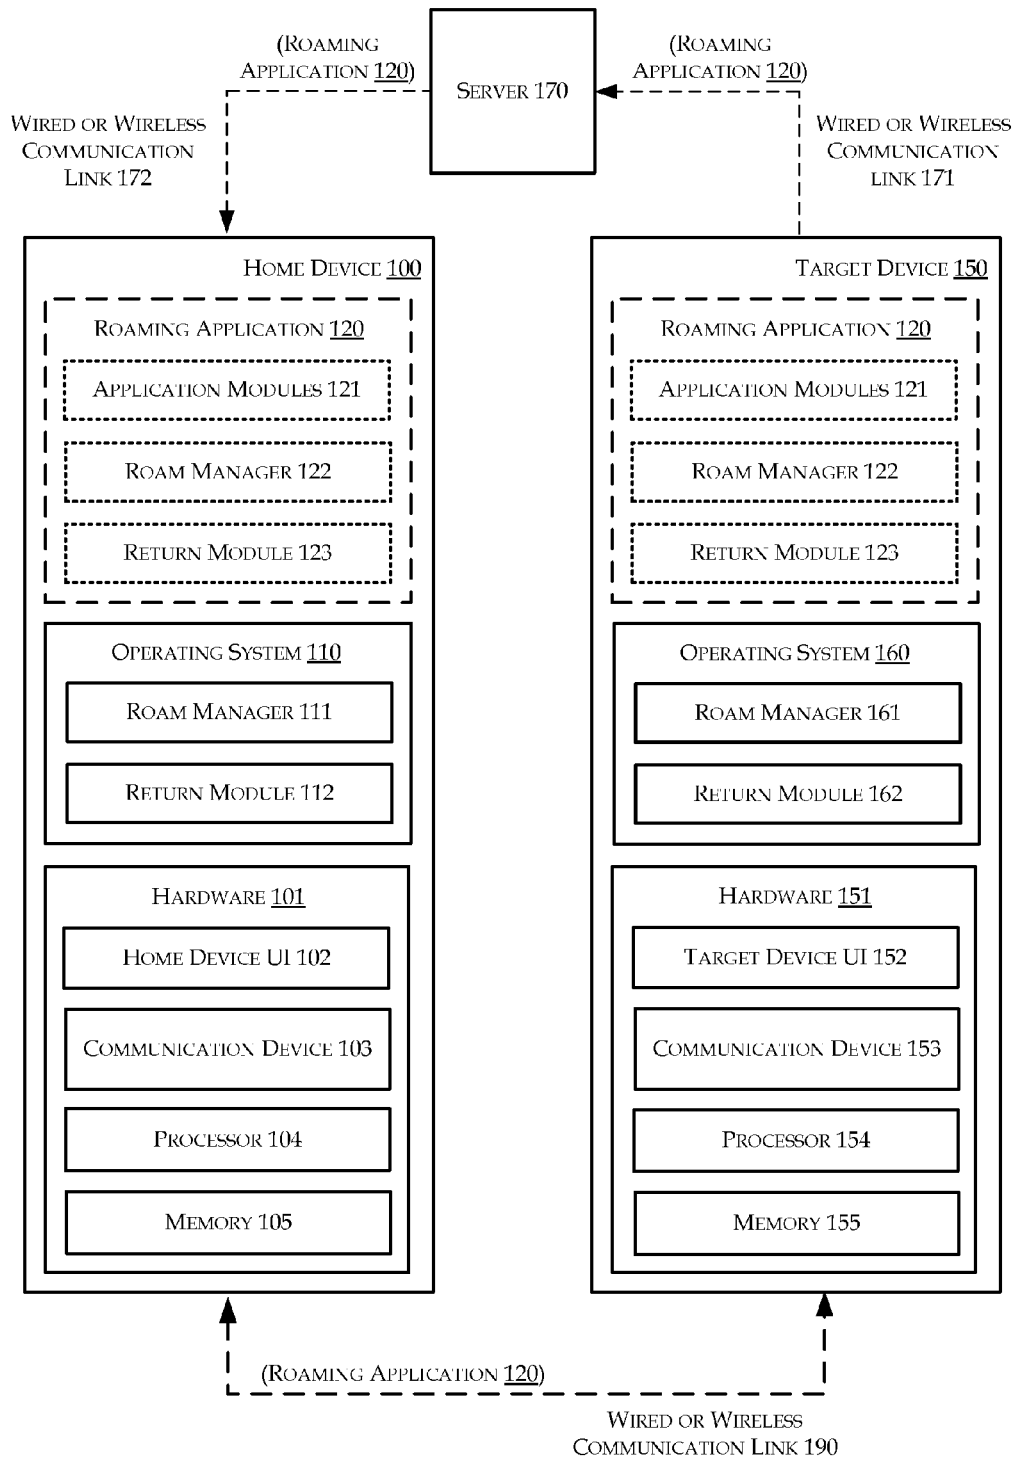 (Roaming
Application 120)
Server 170
(Roaming
Application 120)
Wired or Wireless
Communication
Link 172
Wired or Wireless
Communication
link 171
Home Device 100
Roaming Application 120
Application Modules 121
Roam Manager 122
Return Module 123
Operating System 110
Roam Manager 111
Return Module 112
Hardware 101
Home Device UI 102
Communication Device 103
Processor 104
Memory 105
Target Device 150
Roaming Application 120
Application Modules 121
Roam Manager 122
Return Module 123
Operating System 160
Roam Manager 161
Return Module 162
Hardware 151
Target Device UI 152
Communication Device 153
Processor 154
Memory 155
(Roaming Application 120)
Wired or Wireless
Communication Link 190